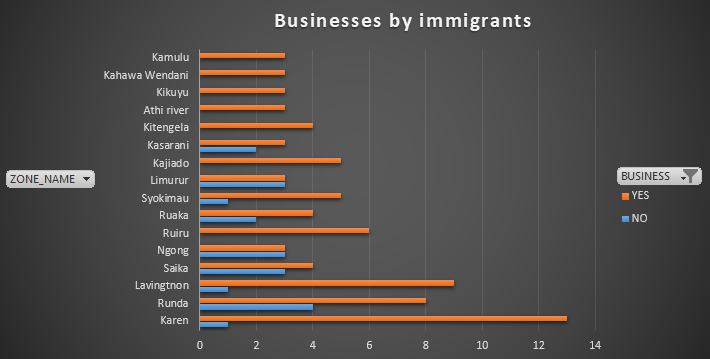 Businesses by immigrants
Kamulu
Kahawa Wendani
Kikuyu
Athi river
Kitengela
Kasarani
Kajiado
Limurur
Syokimau
Ruaka
Ruiru
Ngong
Saika
Lavingtnon
Runda
Karen
0 2 4 6 8 10 12 14
ZONE_NAME
BUSINESS
YES
NO